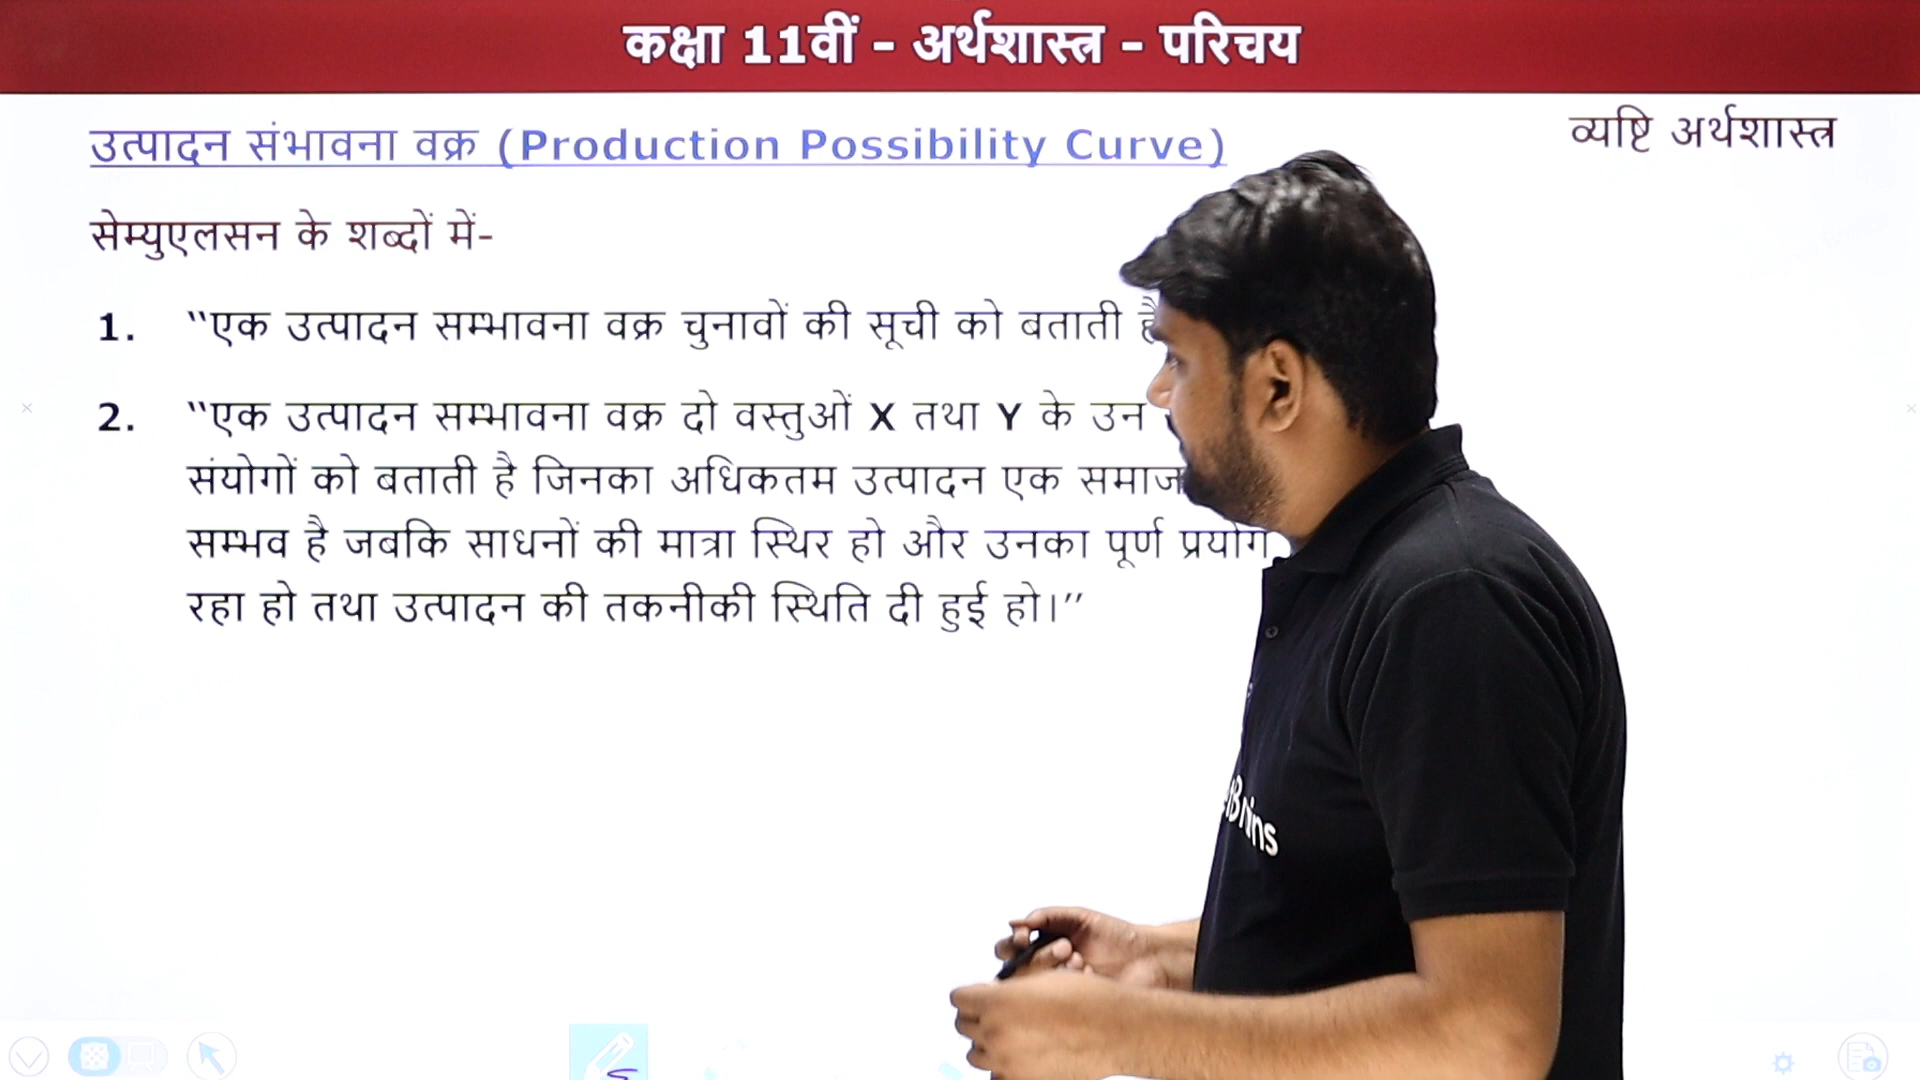 कक्षा 11वीं - अर्थशास्त्र - परिचय
उत्पादन संभावना वक्र (Production Possibility Curve)
व्यष्टि अर्थशास्त्र
सेम्युएलसन के शब्दों में-
1. ‘‘एक उत्पादन सम्भावना वक्र चुनावों की सूची को बताती
2. ‘‘एक उत्पादन सम्भावना वक्र दो वस्तुओं X तथा Y के उन
संयोगों को बताती है जिनका अधिकतम उत्पादन एक समाज
सम्भव है जबकि साधनों की मात्रा स्थिर हो और उनका पूर्ण प्रयोग
रहा हो तथा उत्पादन की तकनीकी स्थिति दी हुई हो।’’